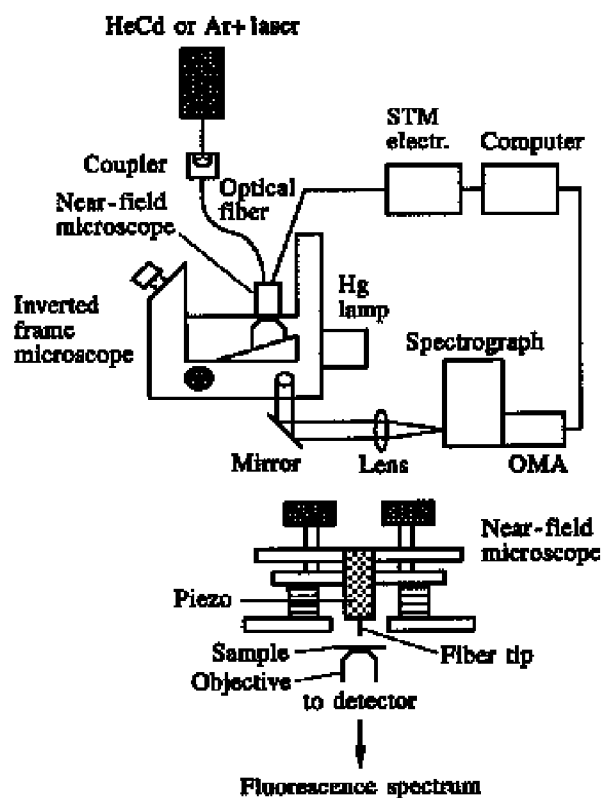 HeCd or Ar+ laser
STM
electr.
Computer
Coupler
Optical
fiber
Near-field
microscope
Hg
lamp
Inverted
frame
microscope
Spectrograph
Mirror
Lens
OMA
Near-field
microscope
Piezo
Sample
Fiber tip
Objective
to detector
Fluorescence spectrum